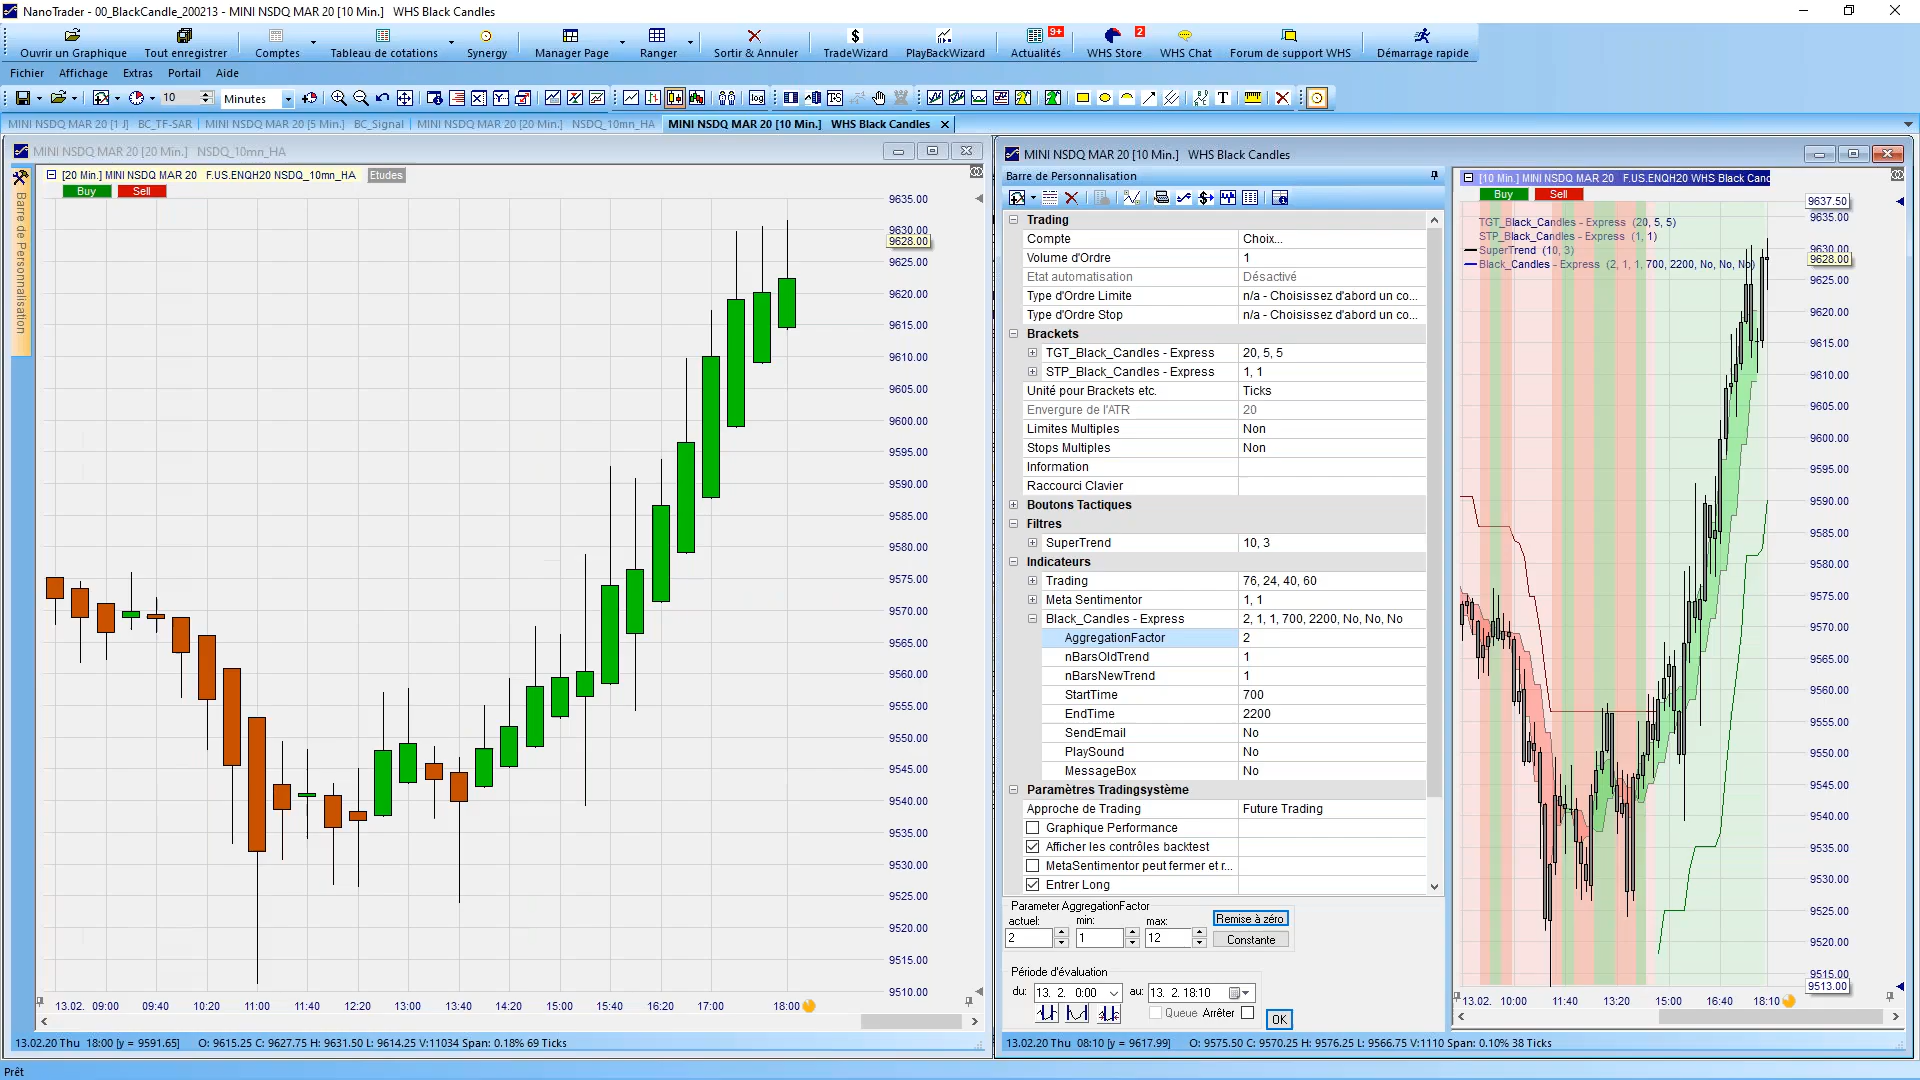 NanoTrader - 00_BlackCandle_200213 - MINI NSDQ MAR 20 [10 Min.]   WHS Black Candles
Ouvrir un Graphique
Tout enregistrer
Comptes
Tableau de cotations
Synergy
Manager Page
Ranger
Sortir & Annuler
TradeWizard
PlayBackWizard
9+
Actualités
2
WHS Store
WHS Chat
Forum de support WHS
Démarrage rapide
Fichier Affichage Extras Portail Aide
10 Minutes log TS T
MINI NSDQ MAR 20 [1 J] BC_TF-SAR
MINI NSDQ MAR 20 [5 Min.] BC_Signal
MINI NSDQ MAR 20 [20 Min.] NSDQ_10mn_HA
MINI NSDQ MAR 20 [10 Min.] WHS Black Candles
MINI NSDQ MAR 20 [20 Min.] NSDQ_10mn_HA
Barre de Personnalisation
[20 Min.] MINI NSDQ MAR 20 F.US.ENQH20 NSDQ_10mn_HA Etudes
Buy Sell
9635.00
9630.00
9628.00
9625.00
9620.00
9615.00
9610.00
9605.00
9600.00
9595.00
9590.00
9585.00
9580.00
9575.00
9570.00
9565.00
9560.00
9555.00
9550.00
9545.00
9540.00
9535.00
9530.00
9525.00
9520.00
9515.00
9510.00
13.02. 09:00 09:40 10:20 11:00 11:40 12:20 13:00 13:40 14:20 15:00 15:40 16:20 17:00 18:00
13.02.20 Thu 18:00 [y = 9591.65] O: 9615.25 C: 9627.75 H: 9631.50 L: 9614.25 V:11034 Span: 0.18% 69 Ticks
MINI NSDQ MAR 20 [10 Min.] WHS Black Candles
Barre de Personnalisation
Trading
Compte Choix...
Volume d'Ordre 1
Etat automatisation Désactivé
Type d'Ordre Limite n/a - Choisissez d'abord un co...
Type d'Ordre Stop n/a - Choisissez d'abord un co...
Brackets
TGT_Black_Candles - Express 20, 5, 5
STP_Black_Candles - Express 1, 1
Unité pour Brackets etc. Ticks
Envergure de l'ATR 20
Limites Multiples Non
Stops Multiples Non
Information
Raccourci Clavier
Boutons Tactiques
Filtres
SuperTrend 10, 3
Indicateurs
Trading 76, 24, 40, 60
Meta Sentimentor 1, 1
Black_Candles - Express 2, 1, 1, 700, 2200, No, No, No
AggregationFactor 2
nBarsOldTrend 1
nBarsNewTrend 1
StartTime 700
EndTime 2200
SendEmail No
PlaySound No
MessageBox No
Paramètres Tradingsystème
Approche de Trading Future Trading
Graphique Performance
Afficher les contrôles backtest
MetaSentimentor peut fermer et r...
Entrer Long
Parameter AggregationFactor
actuel: min: max: Remise à zéro
2 1 12 Constante
Période d'évaluation
du: 13. 2. 0:00 au: 13. 2. 18:10
Queue Arrêter OK
[10 Min.] MINI NSDQ MAR 20 F.US.ENQH20 WHS Black Canc
Buy Sell
TGT_Black_Candles - Express (20, 5, 5)
STP_Black_Candles - Express (1, 1)
SuperTrend (10, 3)
Black_Candles - Express (2, 1, 1, 700, 2200, No, No, No)
9637.50
9635.00
9630.00
9628.00
9625.00
9620.00
9615.00
9610.00
9605.00
9600.00
9595.00
9590.00
9585.00
9580.00
9575.00
9570.00
9565.00
9560.00
9555.00
9550.00
9545.00
9540.00
9535.00
9530.00
9525.00
9520.00
9515.00
9513.00
13.02. 10:00 11:40 13:20 15:00 16:40 18:10
13.02.20 Thu 08:10 [y = 9617.99] O: 9575.50 C: 9570.25 H: 9576.25 L: 9566.75 V:1110 Span: 0.10% 38 Ticks
Prêt